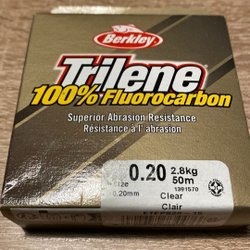 Berkley
Trilene
100% Fluorocarbon
Superior Abrasion Resistance
Résistance à l' abrasion
0.20 2.8kg
50m
0.20mm
1391570
Clear
Clair